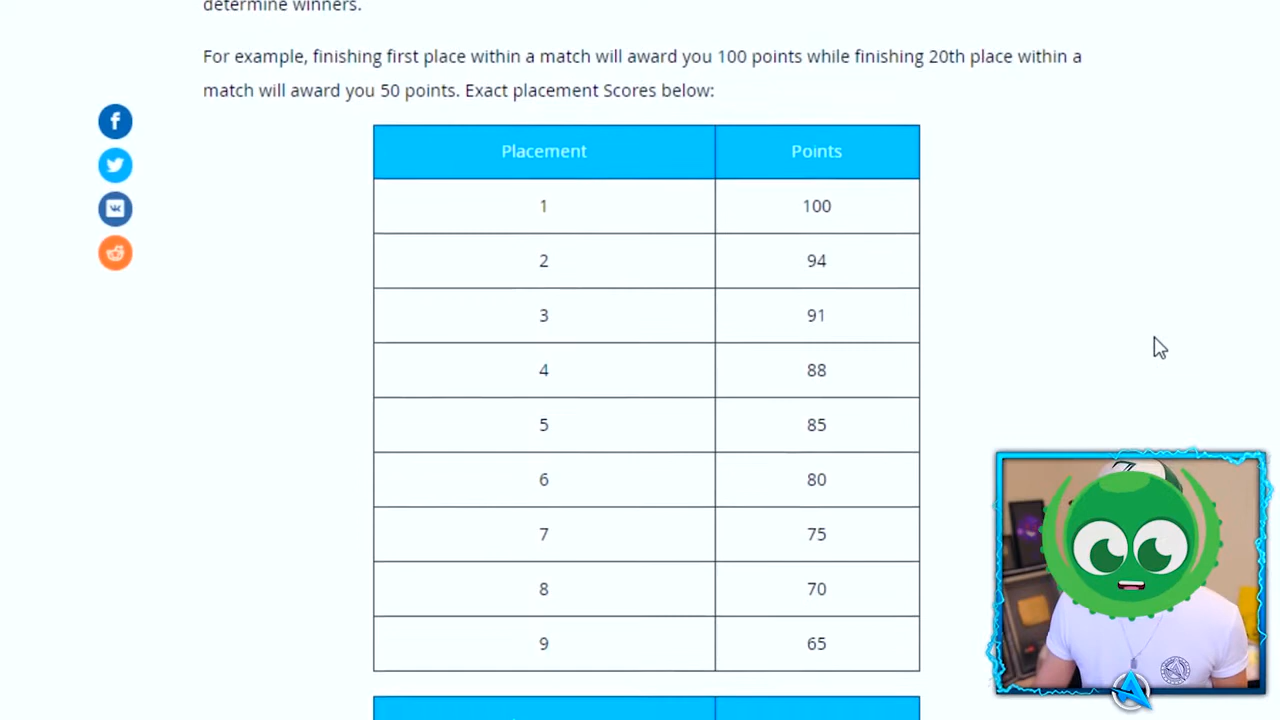 determine winners.
For example, finishing first place within a match will award you 100 points while finishing 20th place within a
match will award you 50 points. Exact placement Scores below:
Placement Points
1 100
2 94
3 91
4 88
5 85
6 80
7 75
8 70
9 65